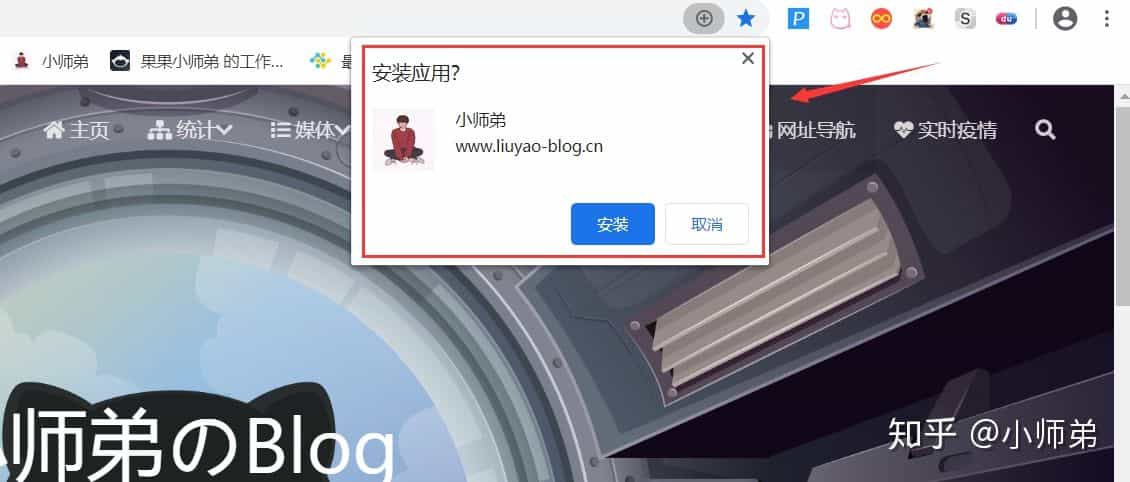 P
S
du
小师弟
果果小师弟 的工作...
安装应用?
小师弟
www.liuyao-blog.cn
安装
取消
主页
统计
媒体
网址导航
实时疫情
师弟のBlog
知乎 @小师弟